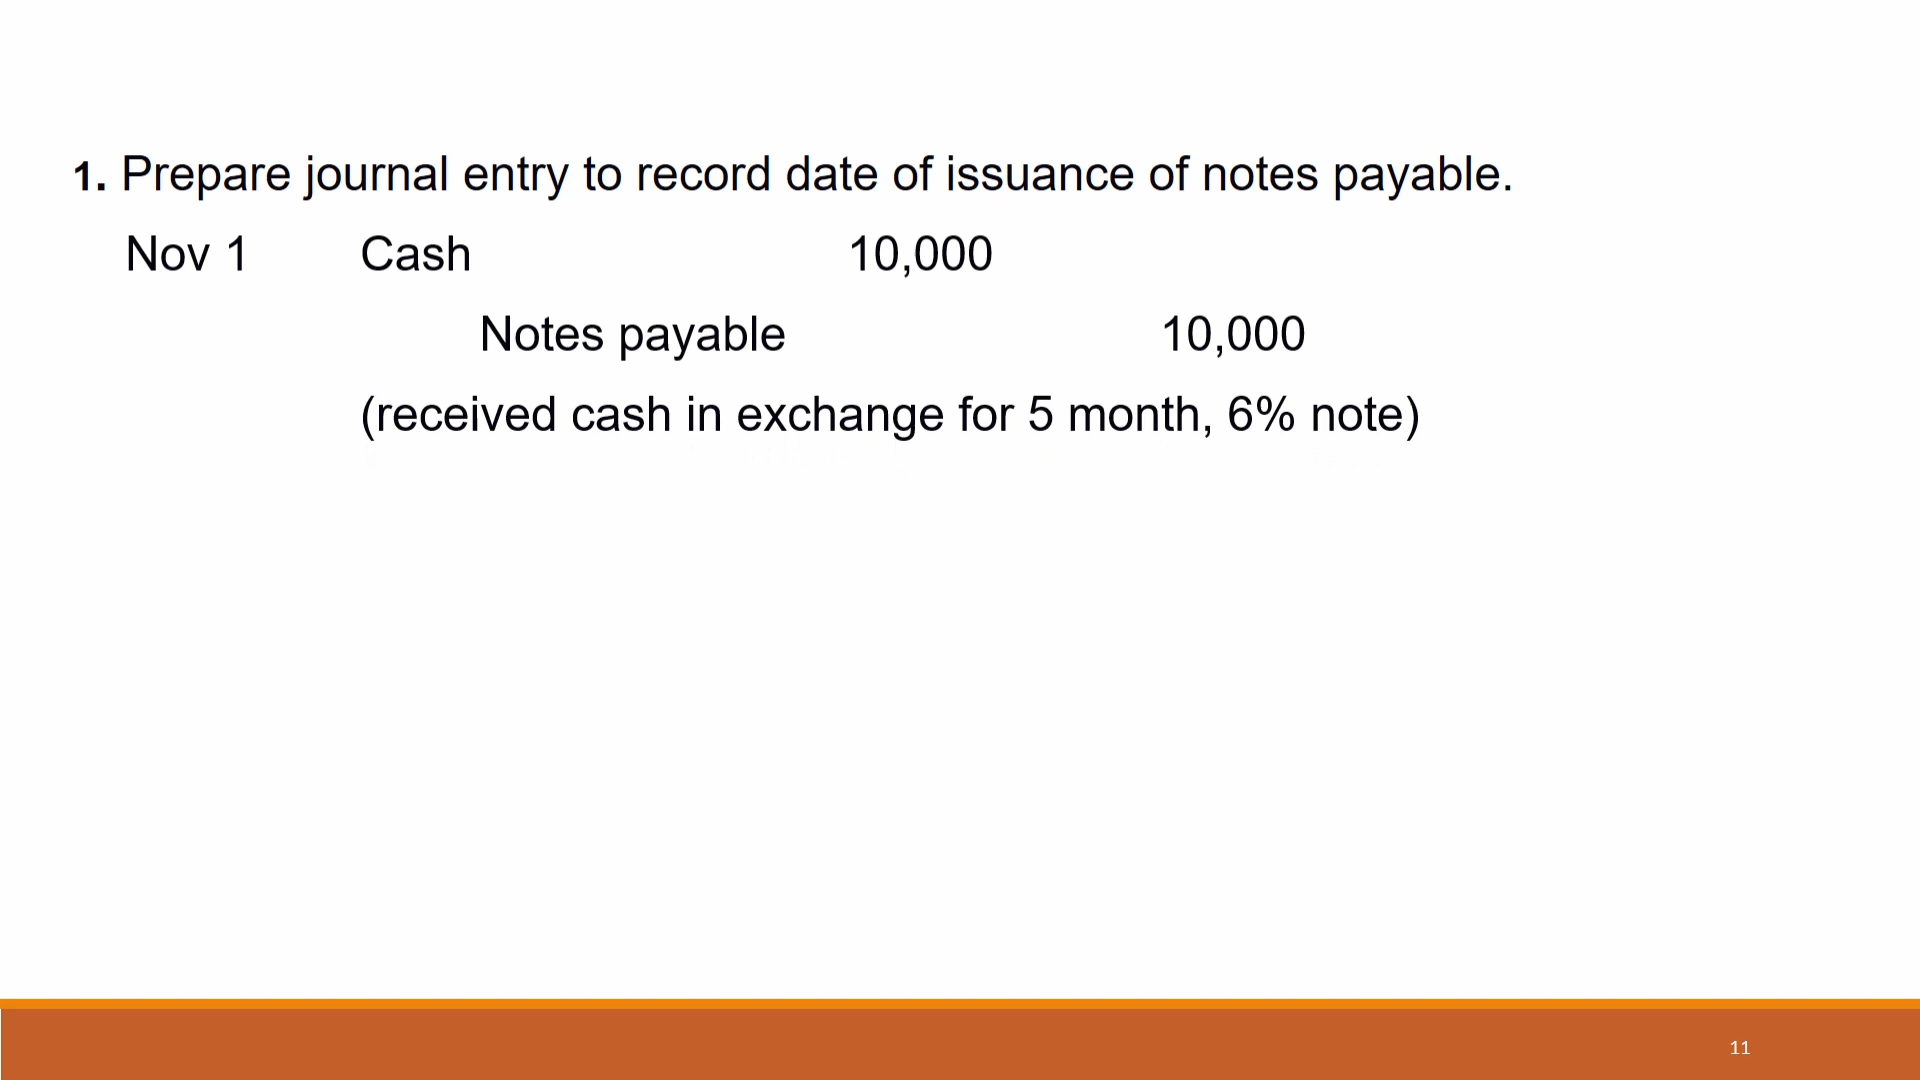 1. Prepare journal entry to record date of issuance of notes payable.
Nov 1 Cash 10,000
Notes payable 10,000
(received cash in exchange for 5 month, 6% note)
11